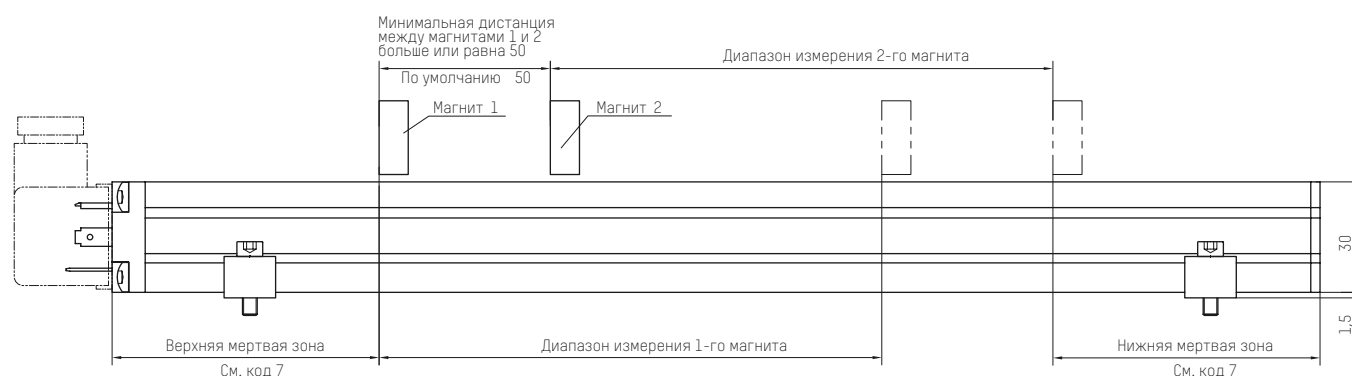 Минимальная дистанция
между магнитами 1 и 2
больше или равна 50
Диапазон измерения 2-го магнита
По умолчанию 50
Магнит 1
Магнит 2
30
1,5
Верхняя мертвая зона
Диапазон измерения 1-го магнита
Нижняя мертвая зона
См. код 7
См. код 7